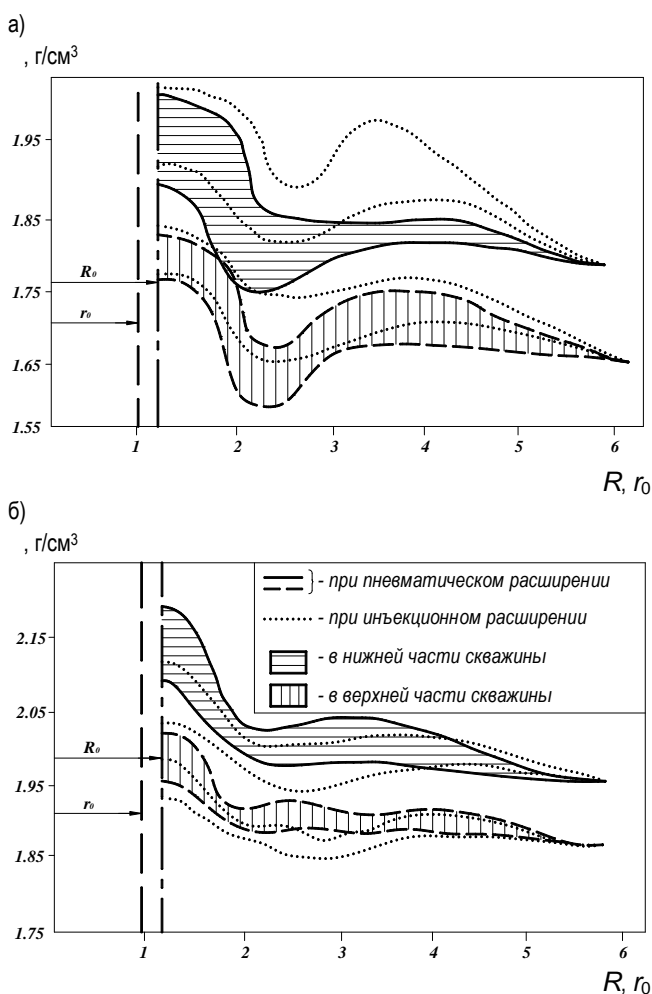 а)
, г/см3
1.95
1.85
R0
1.75
r0
1.65
1.55
1 2 3 4 5 6
R, r0
б)
, г/см3
- при пневматическом расширении
2.15
- при инъекционном расширении
- в нижней части скважины
2.05
- в верхней части скважины
R0
1.95
r0
1.85
1.75
1 2 3 4 5 6
R, r0